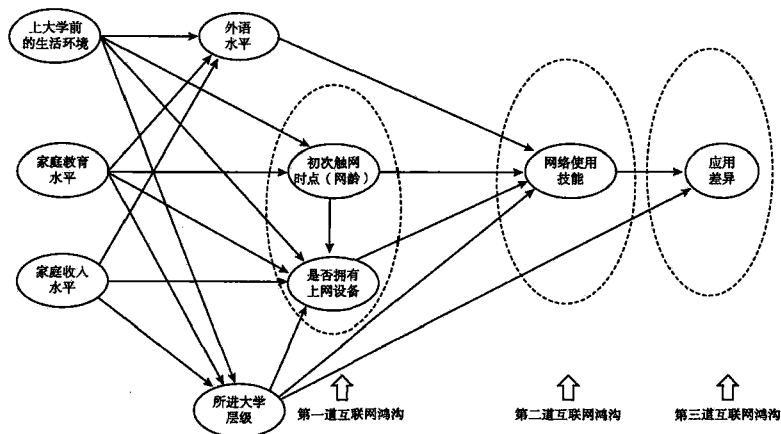 上大学前
的生活环境
外语
水平
家庭教育
水平
初次触网
时点（网龄）
网络使用
技能
应用
差异
家庭收入
水平
是否拥有
上网设备
所进大学
层级
第一道互联网鸿沟
第二道互联网鸿沟
第三道互联网鸿沟